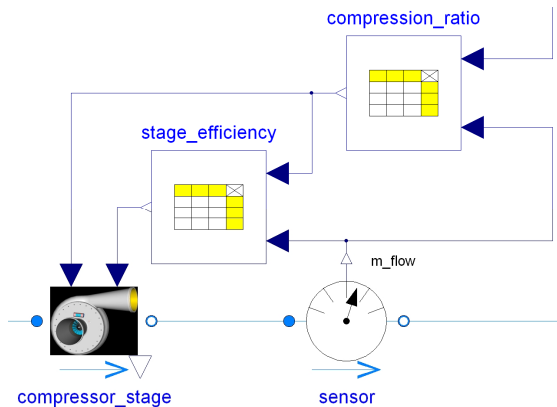 compression_ratio
stage_efficiency
m_flow
compressor_stage
sensor